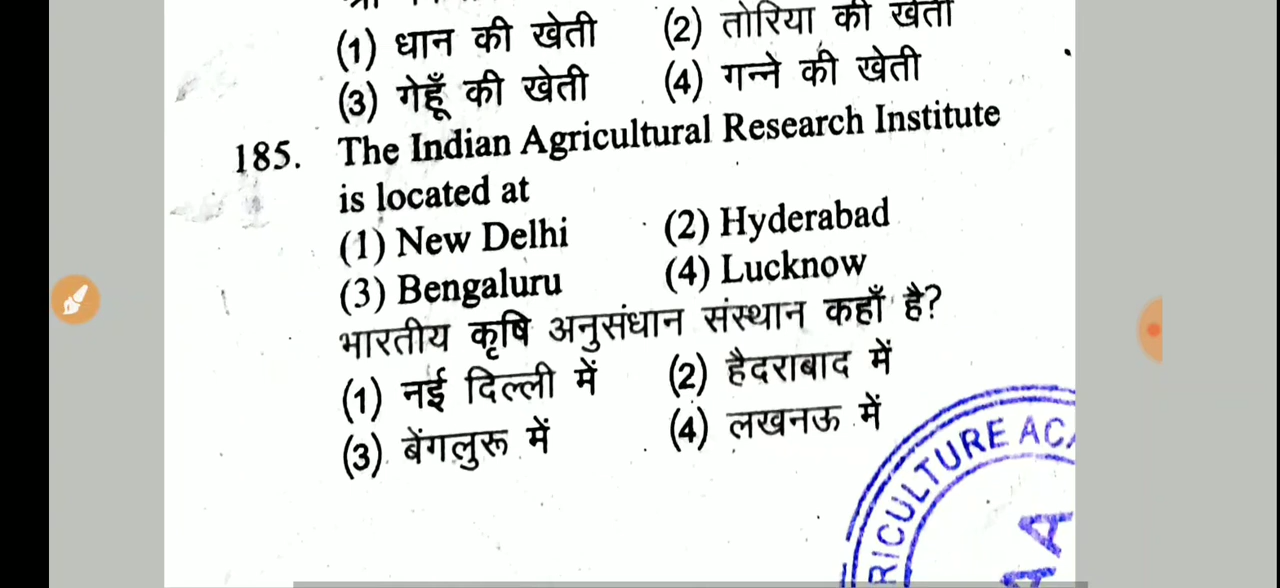 (1) धान की खेती (2) तोरिया की खेती
(3) गेहूँ की खेती (4) गन्ने की खेती
185. The Indian Agricultural Research Institute
is located at
(1) New Delhi (2) Hyderabad
(3) Bengaluru (4) Lucknow
भारतीय कृषि अनुसंधान संस्थान कहाँ है?
(1) नई दिल्ली में (2) हैदराबाद में
(3) बेंगलुरू में (4) लखनऊ में
RICULTURE ACA